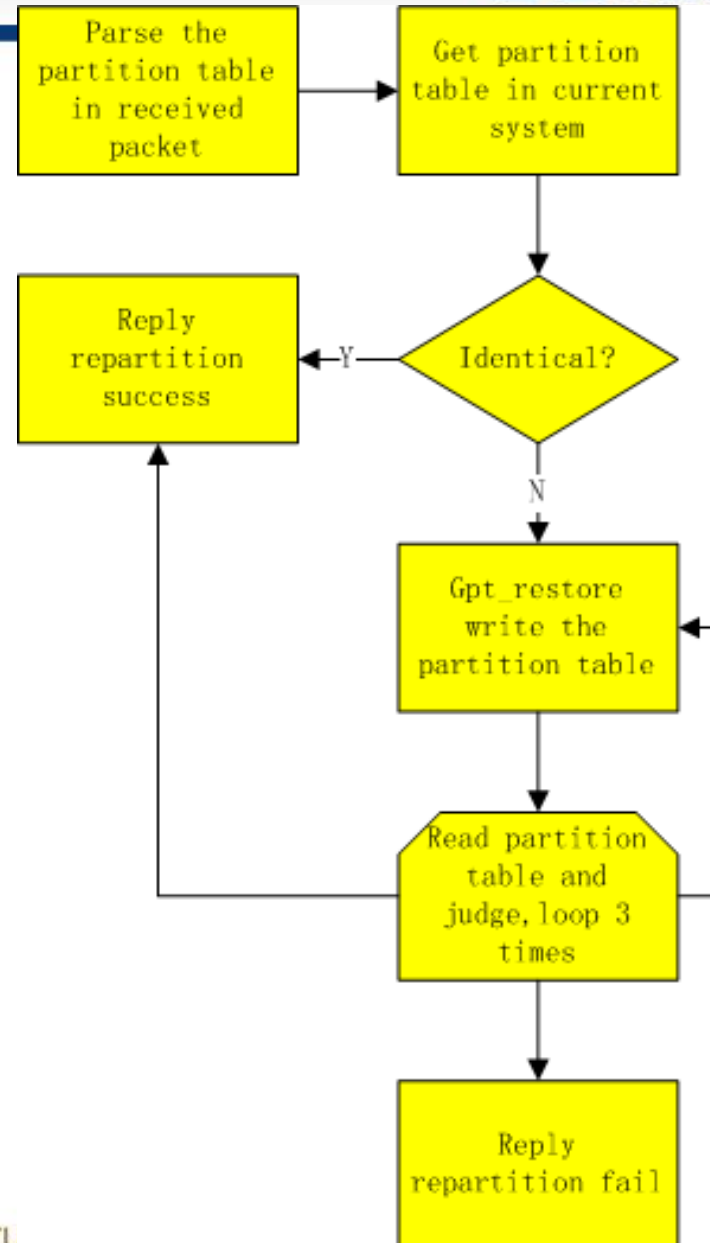 Parse the
partition table
in received
packet
Get partition
table in current
system
Reply
repartition
success
Y
Identical?
N
Gpt_restore
write the
partition table
Read partition
table and
judge,loop 3
times
Reply
repartition fail